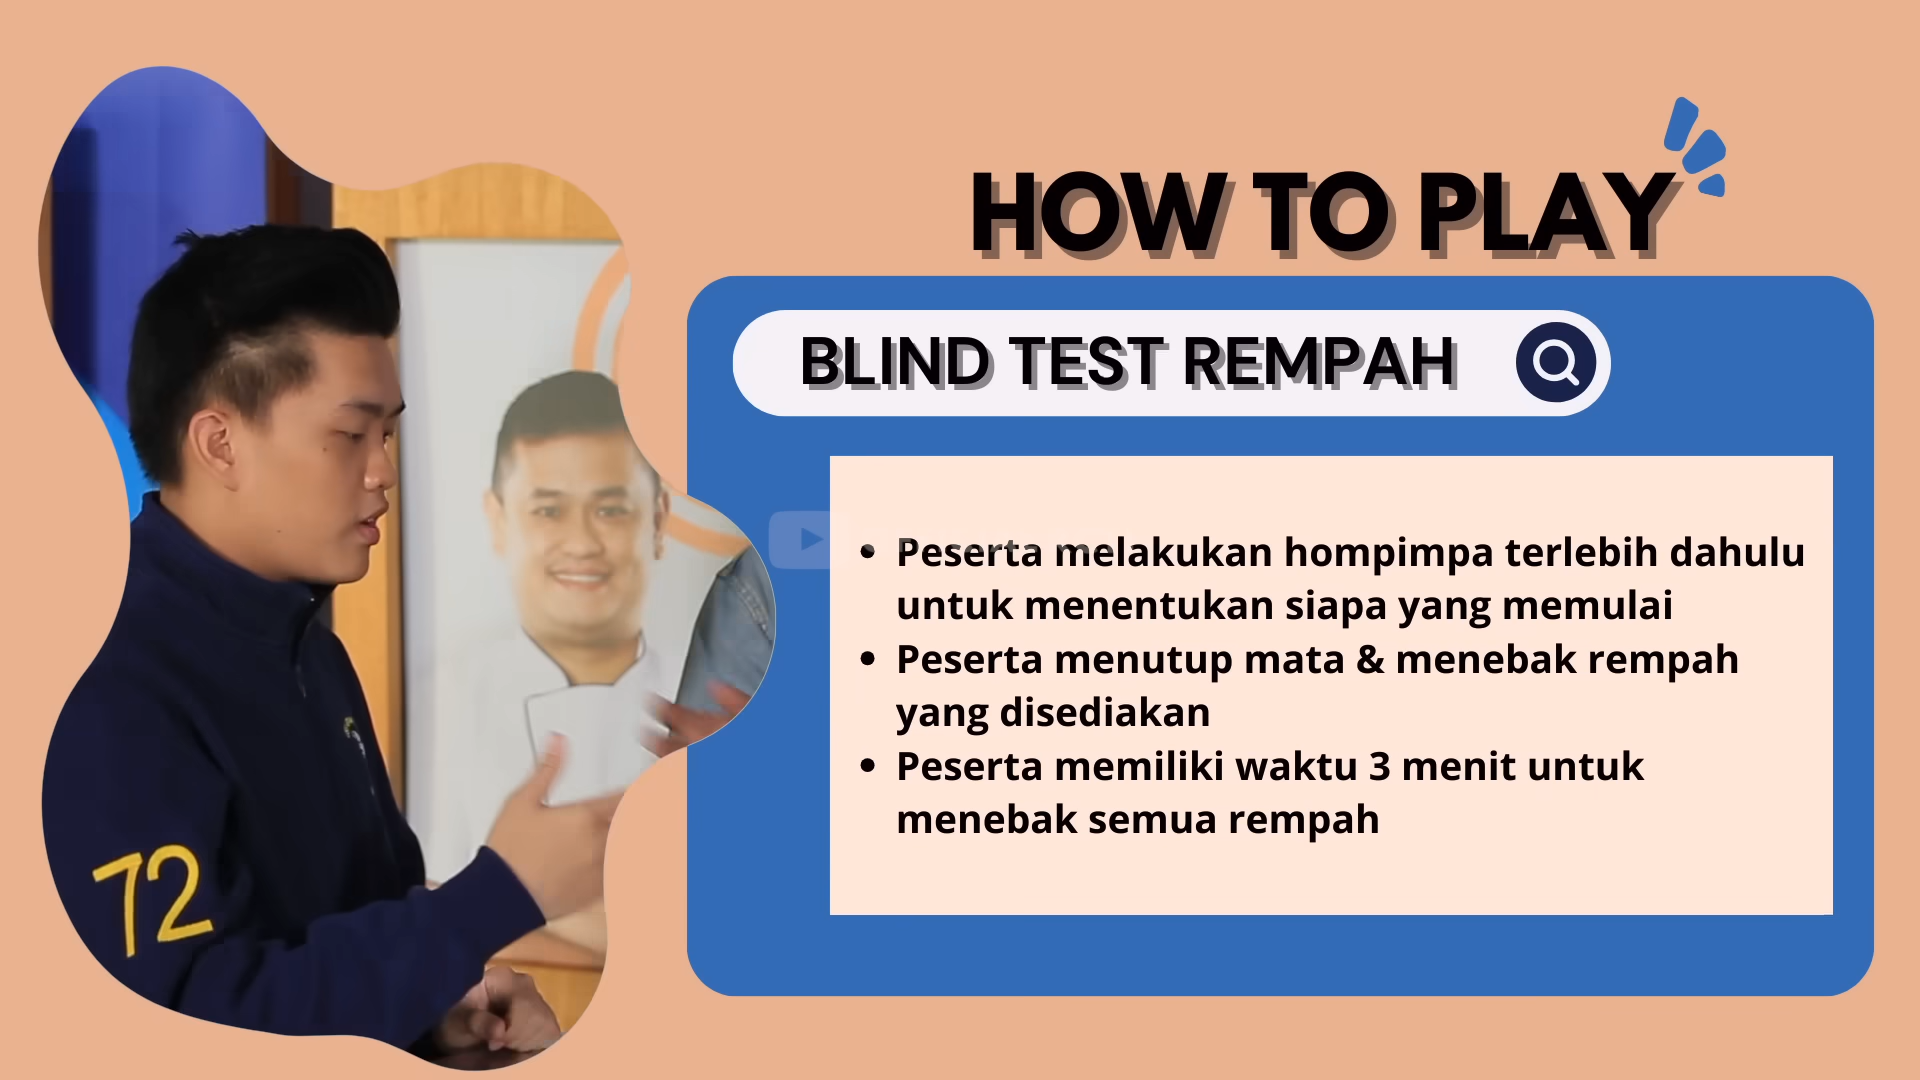 HOW TO PLAY
BLIND TEST REMPAH
• Peserta melakukan hompimpa terlebih dahulu
untuk menentukan siapa yang memulai
• Peserta menutup mata & menebak rempah
yang disediakan
• Peserta memiliki waktu 3 menit untuk
menebak semua rempah
72